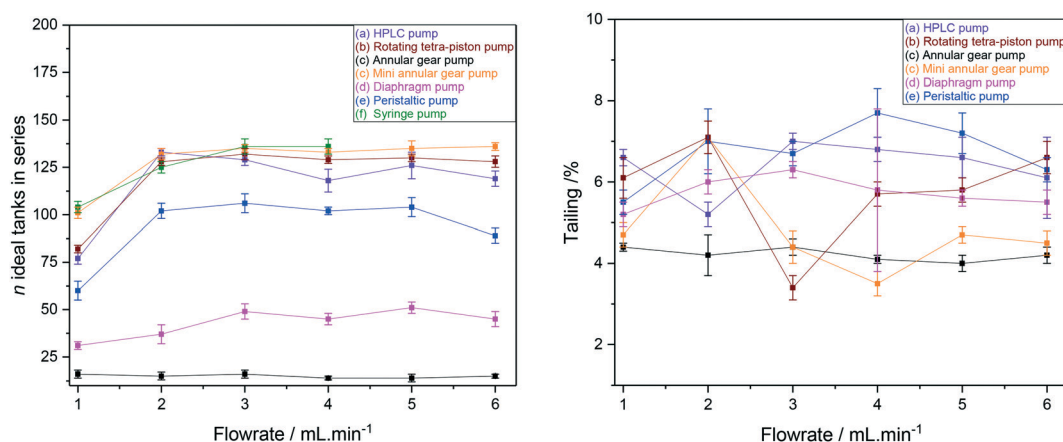 200
175
150
125
100
75
50
25
n ideal tanks in series
(a) HPLC pump
(b) Rotating tetra-piston pump
(c) Annular gear pump
(c) Mini annular gear pump
(d) Diaphragm pump
(e) Peristaltic pump
(f) Syringe pump
1 2 3 4 5 6
Flowrate / mL.min⁻¹
10
8
6
4
2
Tailing /%
(a) HPLC pump
(b) Rotating tetra-piston pump
(c) Annular gear pump
(c) Mini annular gear pump
(d) Diaphragm pump
(e) Peristaltic pump
1 2 3 4 5 6
Flowrate / mL.min⁻¹